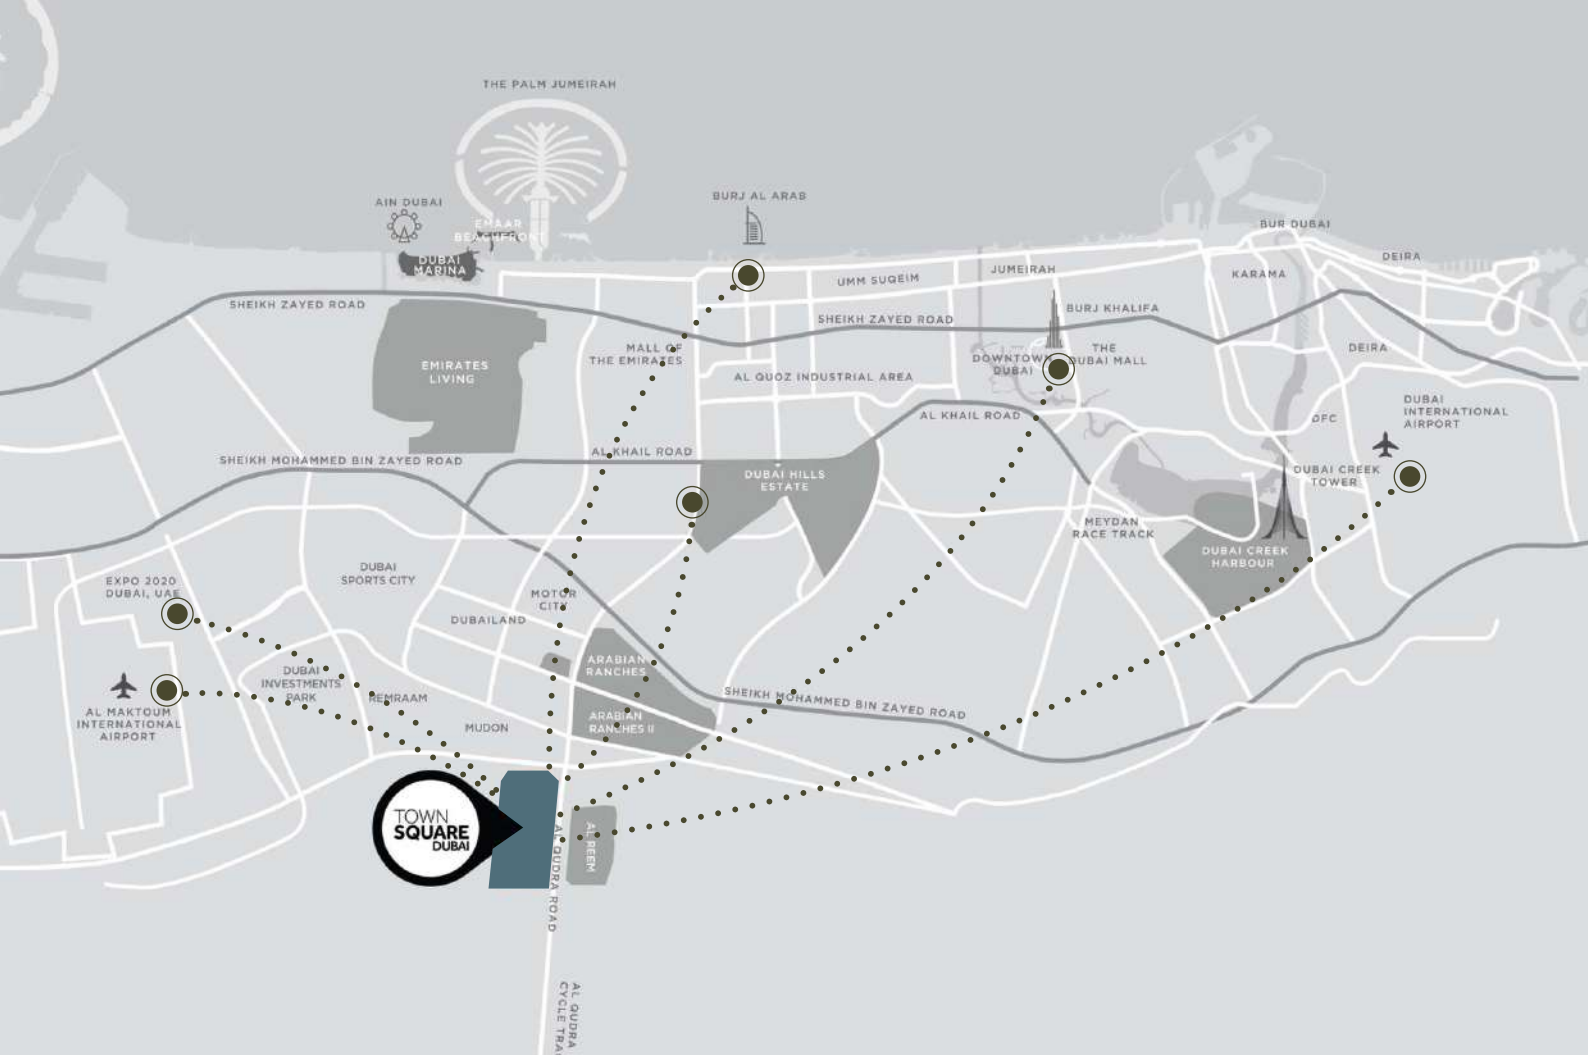 THE PALM JUMEIRAH
AIN DUBAI
BURJ AL ARAB
EMAAR
BEACHFRONT
DUBAI
MARINA
BUR DUBAI
DEIRA
UMM SUQEIM
JUMEIRAH
KARAMA
SHEIKH ZAYED ROAD
SHEIKH ZAYED ROAD
BURJ KHALIFA
MALL OF
THE EMIRATES
DOWNTOWN
DUBAI
THE
DUBAI MALL
DEIRA
EMIRATES
LIVING
AL QUOZ INDUSTRIAL AREA
AL KHAIL ROAD
DUBAI
INTERNATIONAL
AIRPORT
DFC
SHEIKH MOHAMMED BIN ZAYED ROAD
AL KHAIL ROAD
DUBAI HILLS
ESTATE
DUBAI CREEK
TOWER
MEYDAN
RACE TRACK
DUBAI CREEK
HARBOUR
EXPO 2020
DUBAI, UAE
DUBAI
SPORTS CITY
MOTOR
CITY
DUBAILAND
ARABIAN
RANCHES
DUBAI
INVESTMENTS
PARK
REMRAAM
MUDON
ARABIAN
RANCHES II
SHEIKH MOHAMMED BIN ZAYED ROAD
AL MAKTOUM
INTERNATIONAL
AIRPORT
TOWN
SQUARE
DUBAI
AL REEM
AL QUDRA ROAD
AL QUDRA
CYCLE